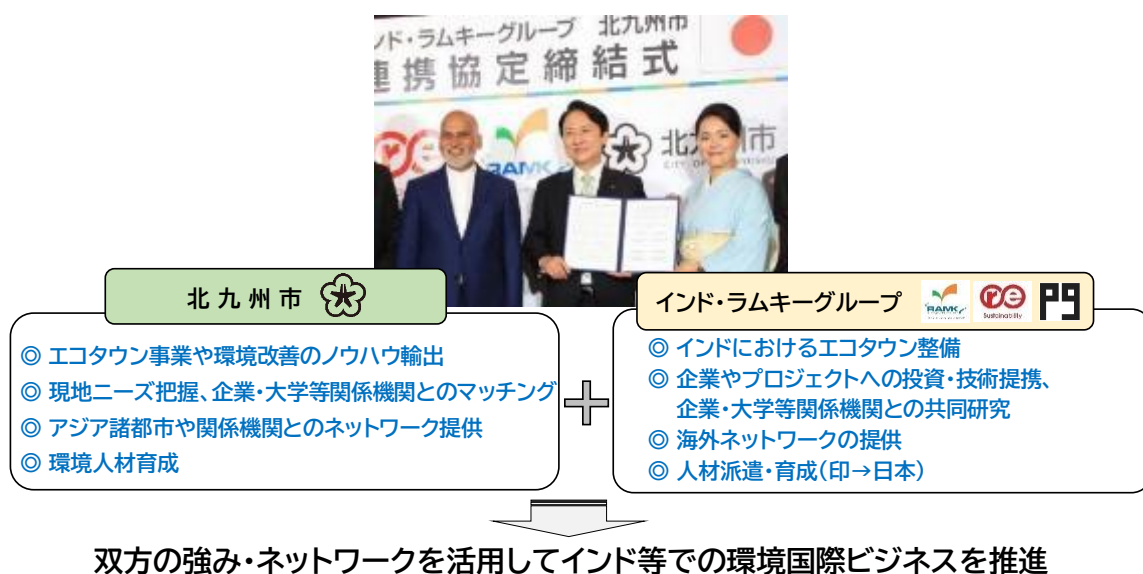 ンド・ラムキーグループ 北九州市
連携協定締結式
re
RAMK
北九州市
北九州市
インド・ラムキーグループ
RAMK
re
Sustainability
P9
◎ エコタウン事業や環境改善のノウハウ輸出
◎ 現地ニーズ把握、企業・大学等関係機関とのマッチング
◎ アジア諸都市や関係機関とのネットワーク提供
◎ 環境人材育成
◎ インドにおけるエコタウン整備
◎ 企業やプロジェクトへの投資・技術提携、
企業・大学等関係機関との共同研究
◎ 海外ネットワークの提供
◎ 人材派遣・育成(印→日本)
双方の強み・ネットワークを活用してインド等での環境国際ビジネスを推進